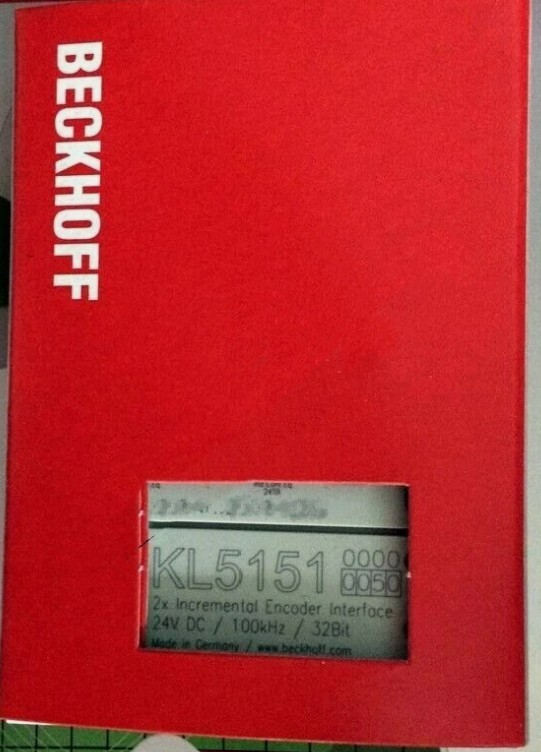 BECKHOFF
KL5151 0000
0050
2x Incremental Encoder Interface
24V DC / 100kHz / 32Bit
Made in Germany / www.beckhoff.com